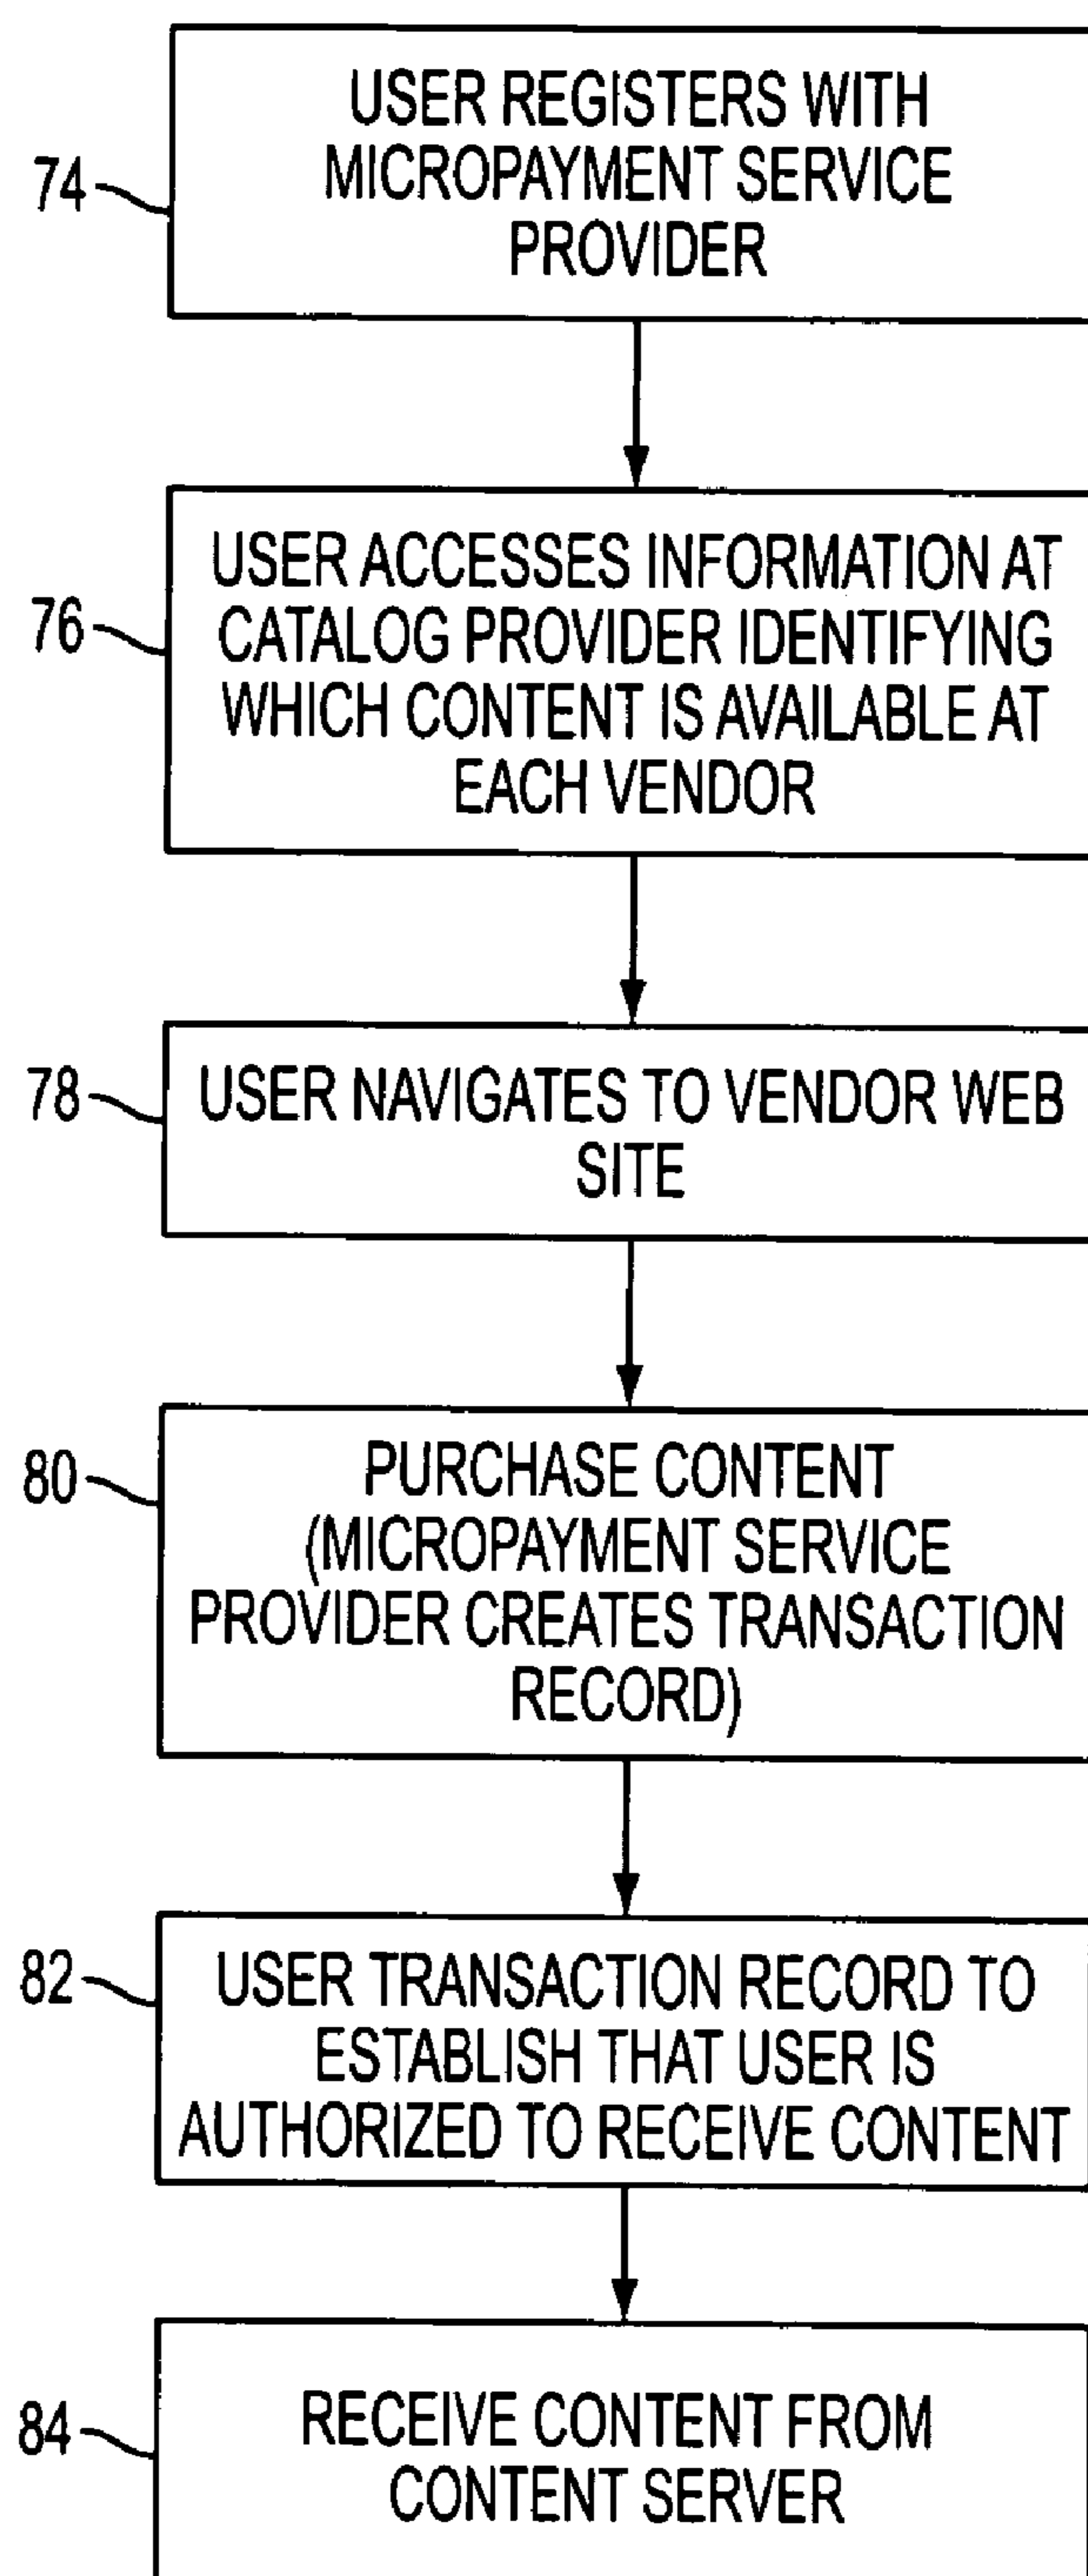 74
USER REGISTERS WITH
MICROPAYMENT SERVICE
PROVIDER
76
USER ACCESSES INFORMATION AT
CATALOG PROVIDER IDENTIFYING
WHICH CONTENT IS AVAILABLE AT
EACH VENDOR
78
USER NAVIGATES TO VENDOR WEB
SITE
80
PURCHASE CONTENT
(MICROPAYMENT SERVICE
PROVIDER CREATES TRANSACTION
RECORD)
82
USER TRANSACTION RECORD TO
ESTABLISH THAT USER IS
AUTHORIZED TO RECEIVE CONTENT
84
RECEIVE CONTENT FROM
CONTENT SERVER